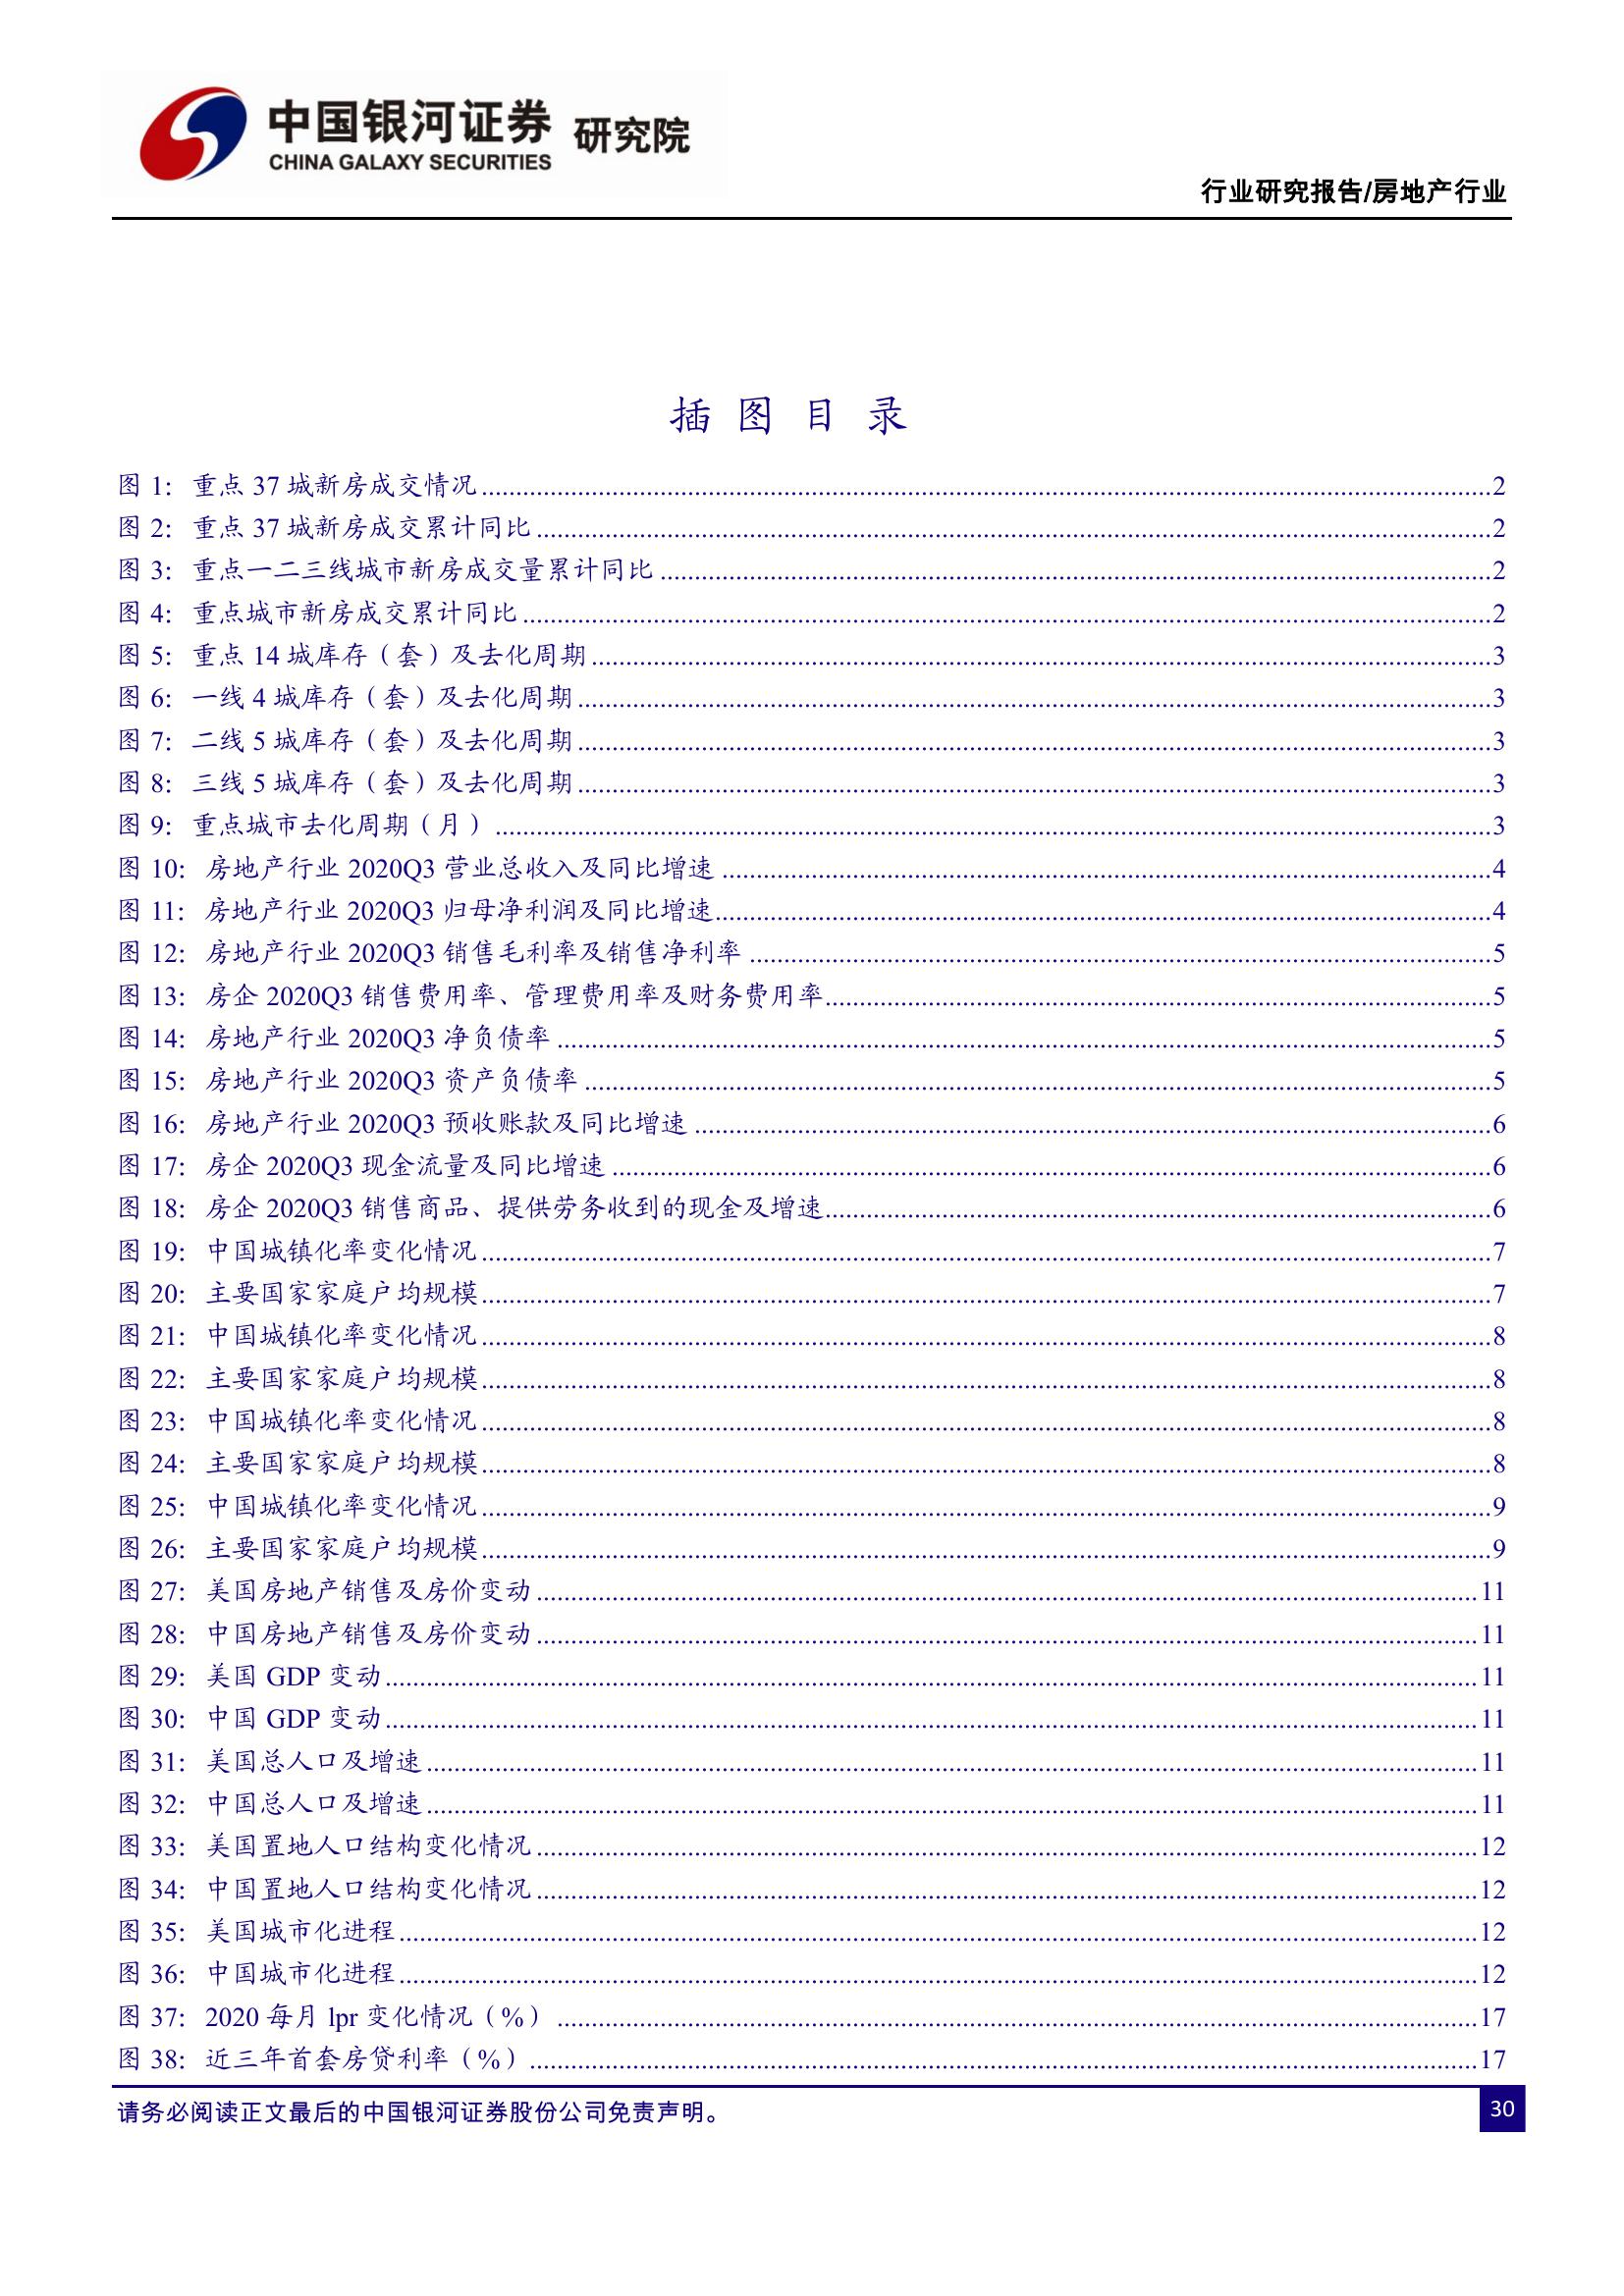 中国银河证券 研究院
CHINA GALAXY SECURITIES
行业研究报告/房地产行业
插 图 目 录
图 1：重点 37 城新房成交情况....................2
图 2：重点 37 城新房成交累计同比....................2
图 3：重点一二三线城市新房成交量累计同比....................2
图 4：重点城市新房成交累计同比....................2
图 5：重点 14 城库存（套）及去化周期....................3
图 6：一线 4 城库存（套）及去化周期....................3
图 7：二线 5 城库存（套）及去化周期....................3
图 8：三线 5 城库存（套）及去化周期....................3
图 9：重点城市去化周期（月）....................3
图 10：房地产行业 2020Q3 营业总收入及同比增速....................4
图 11：房地产行业 2020Q3 归母净利润及同比增速....................4
图 12：房地产行业 2020Q3 销售毛利率及销售净利率....................5
图 13：房企 2020Q3 销售费用率、管理费用率及财务费用率....................5
图 14：房地产行业 2020Q3 净负债率....................5
图 15：房地产行业 2020Q3 资产负债率....................5
图 16：房地产行业 2020Q3 预收账款及同比增速....................6
图 17：房企 2020Q3 现金流量及同比增速....................6
图 18：房企 2020Q3 销售商品、提供劳务收到的现金及增速....................6
图 19：中国城镇化率变化情况....................7
图 20：主要国家家庭户均规模....................7
图 21：中国城镇化率变化情况....................8
图 22：主要国家家庭户均规模....................8
图 23：中国城镇化率变化情况....................8
图 24：主要国家家庭户均规模....................8
图 25：中国城镇化率变化情况....................9
图 26：主要国家家庭户均规模....................9
图 27：美国房地产销售及房价变动....................11
图 28：中国房地产销售及房价变动....................11
图 29：美国 GDP 变动....................11
图 30：中国 GDP 变动....................11
图 31：美国总人口及增速....................11
图 32：中国总人口及增速....................11
图 33：美国置地人口结构变化情况....................12
图 34：中国置地人口结构变化情况....................12
图 35：美国城市化进程....................12
图 36：中国城市化进程....................12
图 37：2020 每月 lpr 变化情况（%）....................17
图 38：近三年首套房贷利率（%）....................17
请务必阅读正文最后的中国银河证券股份公司免责声明。
30